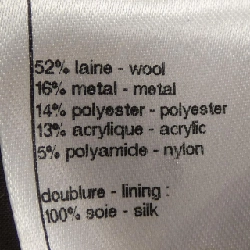 52% laine - wool
16% metal - metal
14% polyester - polyester
13% acrylique - acrylic
5% polyamide - nylon
doublure - lining :
100% soie - silk